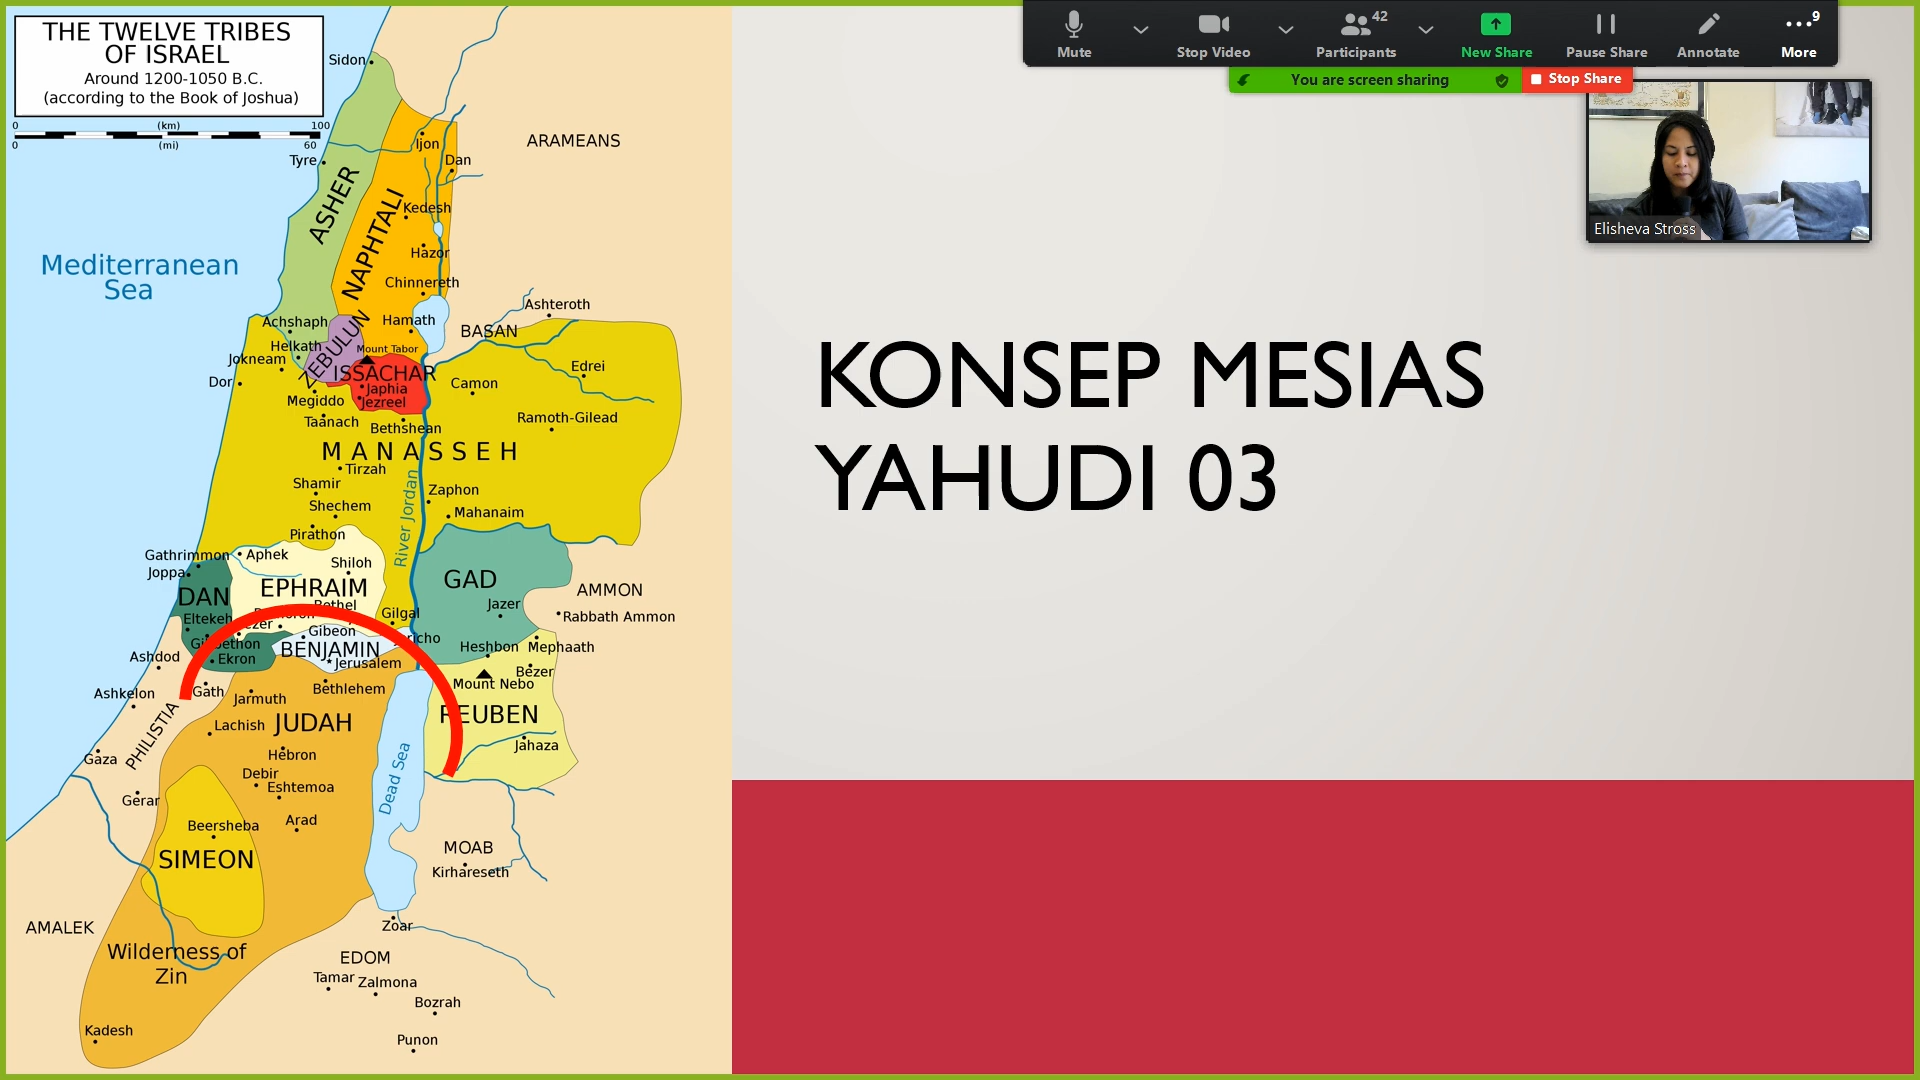 THE TWELVE TRIBES
OF ISRAEL
Around 1200-1050 B.C.
(according to the Book of Joshua)
0 (km) 100
0 (mi) 60
Sidon
Tyre
ARAMEANS
Ijon
Dan
ASHER
NAPHTALI
Kedesh
Hazor
Mediterranean
Sea
Chinnereth
Ashteroth
Achshaph
Hamath
BASAN
Helkath
ZEBULUN
Mount Tabor
Jokneam
ISSACHAR
Edrei
Dor
Japhia
Camon
Megiddo
Jezreel
Taanach
Bethshean
Ramoth-Gilead
MANASSEH
Tirzah
Shamir
Zaphon
Shechem
Mahanaim
River Jordan
Pirathon
Gathrimmon
Aphek
Joppa
Shiloh
EPHRAIM
GAD
AMMON
DAN
Bethel
Jazer
Eltekeh
Gilgal
Rabbath Ammon
Gibeon
BENJAMIN
Heshbon
Mephaath
Ashdod
Ekron
Jerusalem
Bezer
Ashkelon
Gath
Jarmuth
Bethlehem
Mount Nebo
PHILISTIA
Lachish
JUDAH
REUBEN
Gaza
Hebron
Jahaza
Debir
Eshtemoa
Dead Sea
Gerar
Beersheba
Arad
SIMEON
MOAB
Kirhareseth
AMALEK
Zoar
Wilderness of
Zin
EDOM
Tamar
Zalmona
Bozrah
Kadesh
Punon
KONSEP MESIAS
YAHUDI 03
Mute
Stop Video
Participants 42
New Share
Pause Share
Annotate
More 9
You are screen sharing
Stop Share
Elisheva Stross